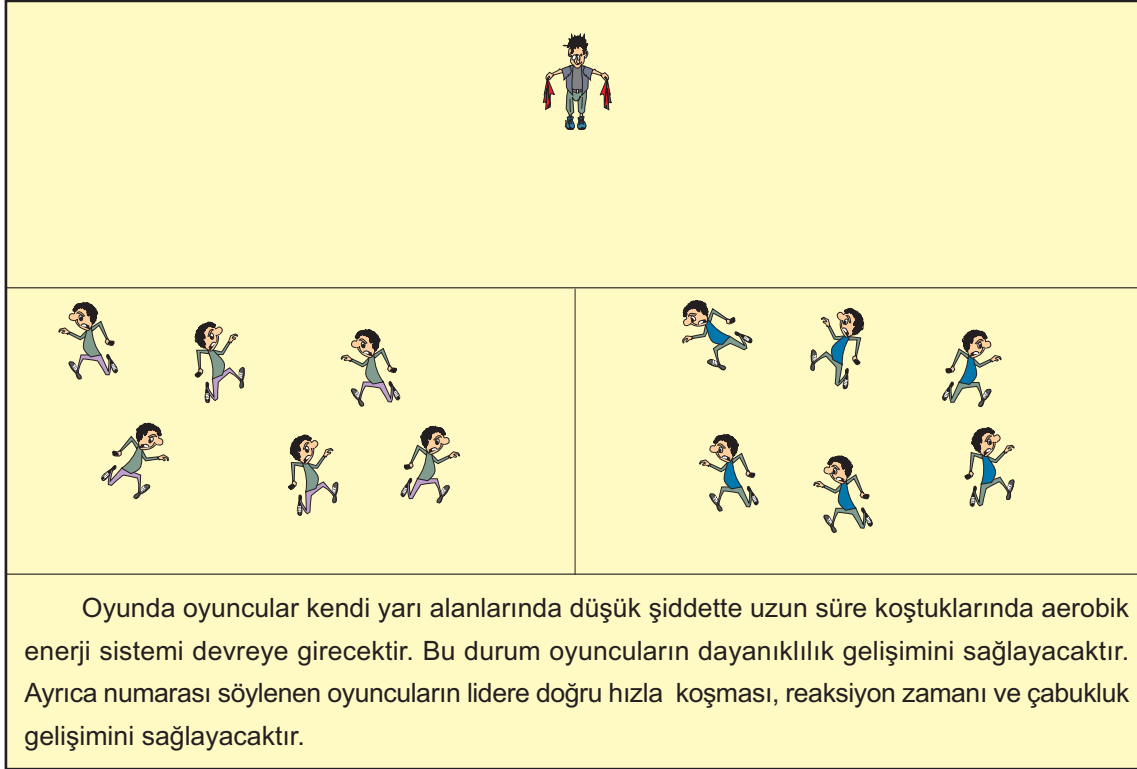 Oyunda oyuncular kendi yarı alanlarında düşük şiddette uzun süre koştuklarında aerobik
enerji sistemi devreye girecektir. Bu durum oyuncuların dayanıklılık gelişimini sağlayacaktır.
Ayrıca numarası söylenen oyuncuların lidere doğru hızla koşması, reaksiyon zamanı ve çabukluk
gelişimini sağlayacaktır.